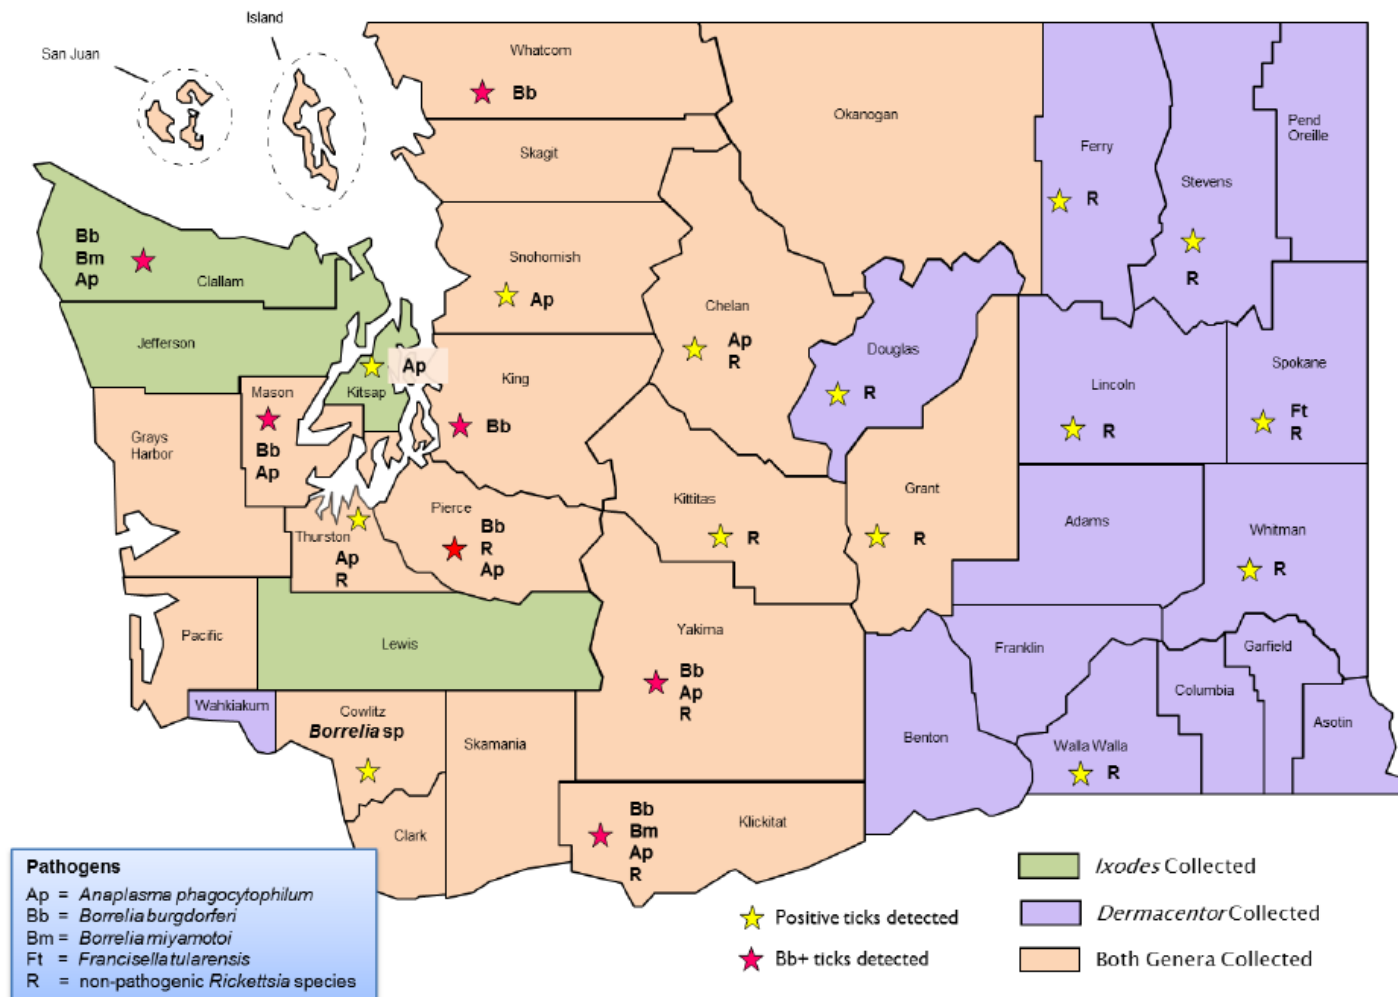 Island
San Juan
Whatcom
Bb
Okanogan
Pend
Oreille
Ferry
R
Stevens
R
Skagit
Bb
Bm
Ap
Clallam
Snohomish
Ap
Chelan
Ap
R
Jefferson
Ap
Kitsap
Douglas
R
Spokane
Ft
R
Lincoln
R
King
Bb
Mason
Bb
Ap
Grays
Harbor
Kittitas
R
Grant
R
Pierce
Bb
R
Ap
Thurston
Ap
R
Adams
Whitman
R
Pacific
Lewis
Yakima
Bb
Ap
R
Franklin
Garfield
Columbia
Asotin
Wahkiakum
Cowlitz
Borrelia sp
Skamania
Benton
Walla Walla
R
Clark
Bb
Bm
Ap
R
Klickitat
Pathogens
Ap = Anaplasma phagocytophilum
Bb = Borrelia burgdorferi
Bm = Borrelia miyamotoi
Ft = Francisella tularensis
R = non-pathogenic Rickettsia species
Positive ticks detected
Bb+ ticks detected
Ixodes Collected
Dermacentor Collected
Both Genera Collected